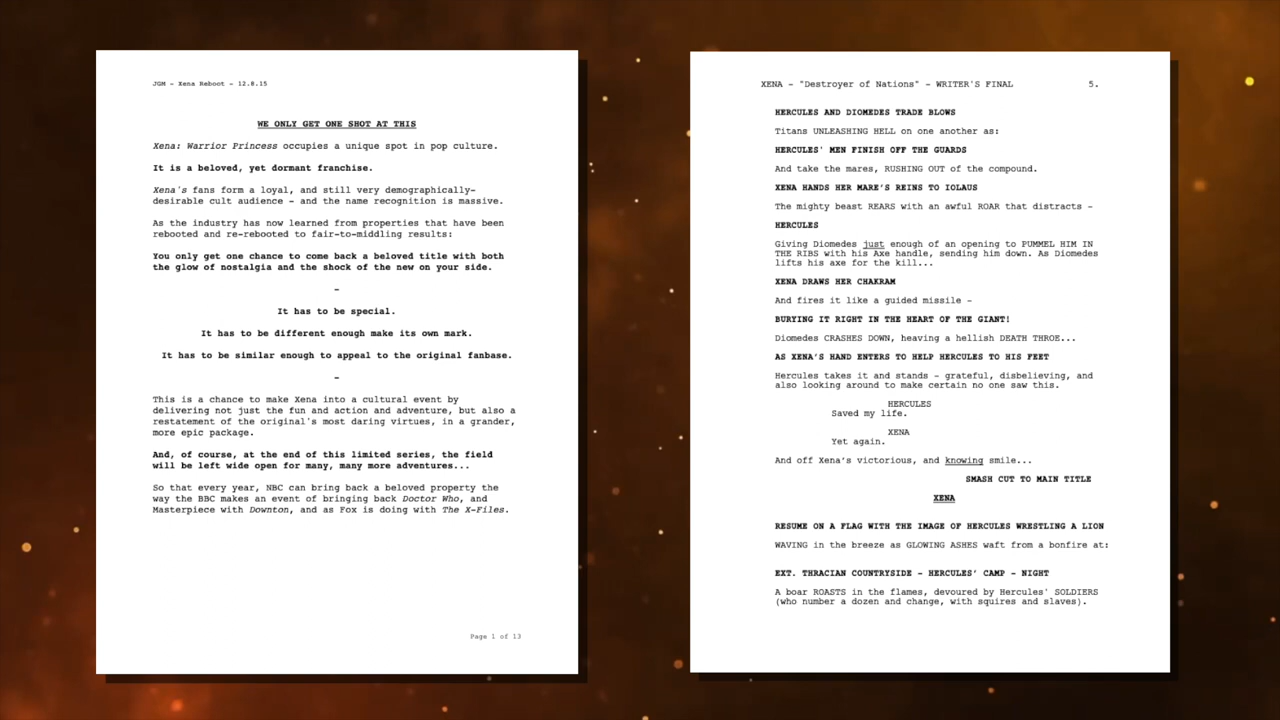 JGM - Xena Reboot - 12.8.15
WE ONLY GET ONE SHOT AT THIS
Xena: Warrior Princess occupies a unique spot in pop culture.
It is a beloved, yet dormant franchise.
Xena's fans form a loyal, and still very demographically-
desirable cult audience - and the name recognition is massive.
As the industry has now learned from properties that have been
rebooted and re-rebooted to fair-to-middling results:
You only get one chance to come back a beloved title with both
the glow of nostalgia and the shock of the new on your side.
-
It has to be special.
It has to be different enough make its own mark.
It has to be similar enough to appeal to the original fanbase.
-
This is a chance to make Xena into a cultural event by
delivering not just the fun and action and adventure, but also a
restatement of the original's most daring virtues, in a grander,
more epic package.
And, of course, at the end of this limited series, the field
will be left wide open for many, many more adventures...
So that every year, NBC can bring back a beloved property the
way the BBC makes an event of bringing back Doctor Who, and
Masterpiece with Downton, and as Fox is doing with The X-Files.
Page 1 of 13
XENA - "Destroyer of Nations" - WRITER'S FINAL 5.
HERCULES AND DIOMEDES TRADE BLOWS
Titans UNLEASHING HELL on one another as:
HERCULES' MEN FINISH OFF THE GUARDS
And take the mares, RUSHING OUT of the compound.
XENA HANDS HER MARE'S REINS TO IOLAUS
The mighty beast REARS with an awful ROAR that distracts -
HERCULES
Giving Diomedes just enough of an opening to PUMMEL HIM IN
THE RIBS with his Axe handle, sending him down. As Diomedes
lifts his axe for the kill...
XENA DRAWS HER CHAKRAM
And fires it like a guided missile -
BURYING IT RIGHT IN THE HEART OF THE GIANT!
Diomedes CRASHES DOWN, heaving a hellish DEATH THROE...
AS XENA'S HAND ENTERS TO HELP HERCULES TO HIS FEET
Hercules takes it and stands - grateful, disbelieving, and
also looking around to make certain no one saw this.
HERCULES
Saved my life.
XENA
Yet again.
And off Xena's victorious, and knowing smile...
SMASH CUT TO MAIN TITLE
XENA
RESUME ON A FLAG WITH THE IMAGE OF HERCULES WRESTLING A LION
WAVING in the breeze as GLOWING ASHES waft from a bonfire at:
EXT. THRACIAN COUNTRYSIDE - HERCULES' CAMP - NIGHT
A boar ROASTS in the flames, devoured by Hercules' SOLDIERS
(who number a dozen and change, with squires and slaves).